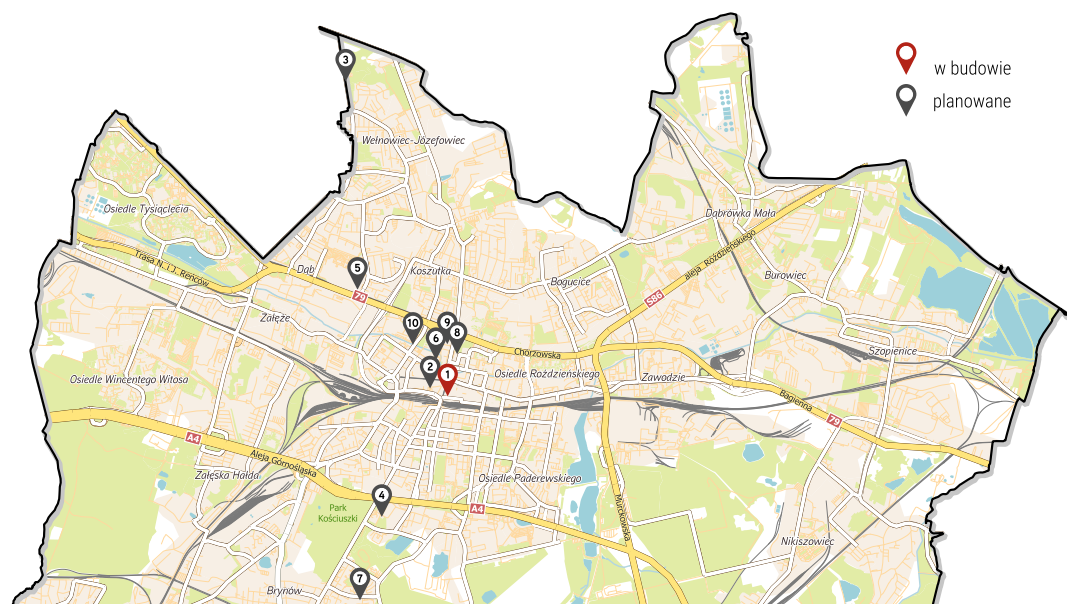 w budowie
planowane
3
Wełnowiec-Józefowiec
Osiedle Tysiąclecia
Dąbrówka Mała
Trasa N. i J. Renców
Dąb
5
79
Koszutka
Bogucice
aleja Roździeńskiego
S86
Burowiec
Załęże
10
9
8
6
Chorzowska
Szopienice
2
1
Osiedle Wincentego Witosa
Osiedle Roździeńskiego
Zawodzie
Bagienna
79
A4
Aleja Górnośląska
Załęska Hałda
Osiedle Paderewskiego
4
A4
Park
Kościuszki
Murckowska
Nikiszowiec
7
Brynów